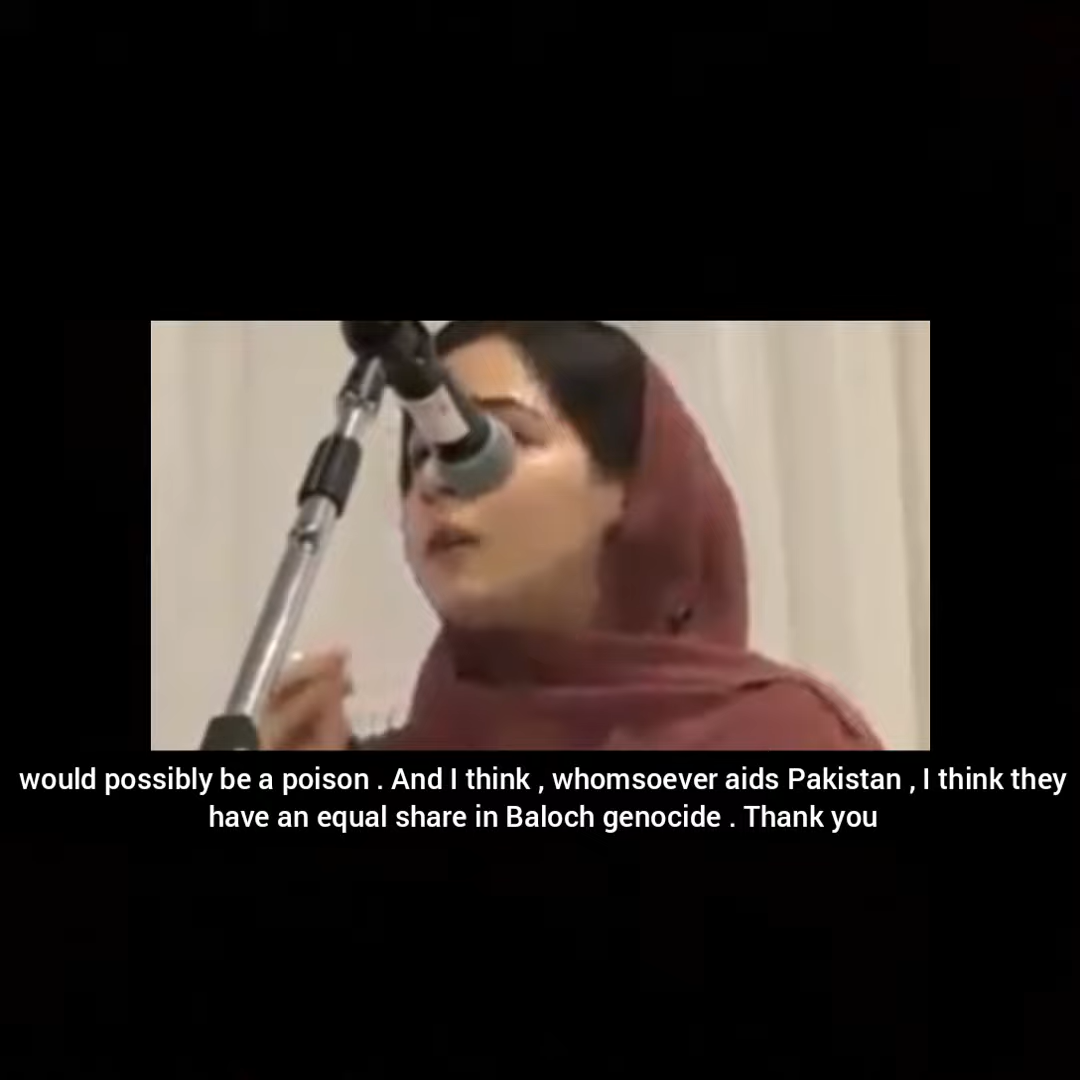 would possibly be a poison . And I think , whomsoever aids Pakistan , I think they
have an equal share in Baloch genocide . Thank you